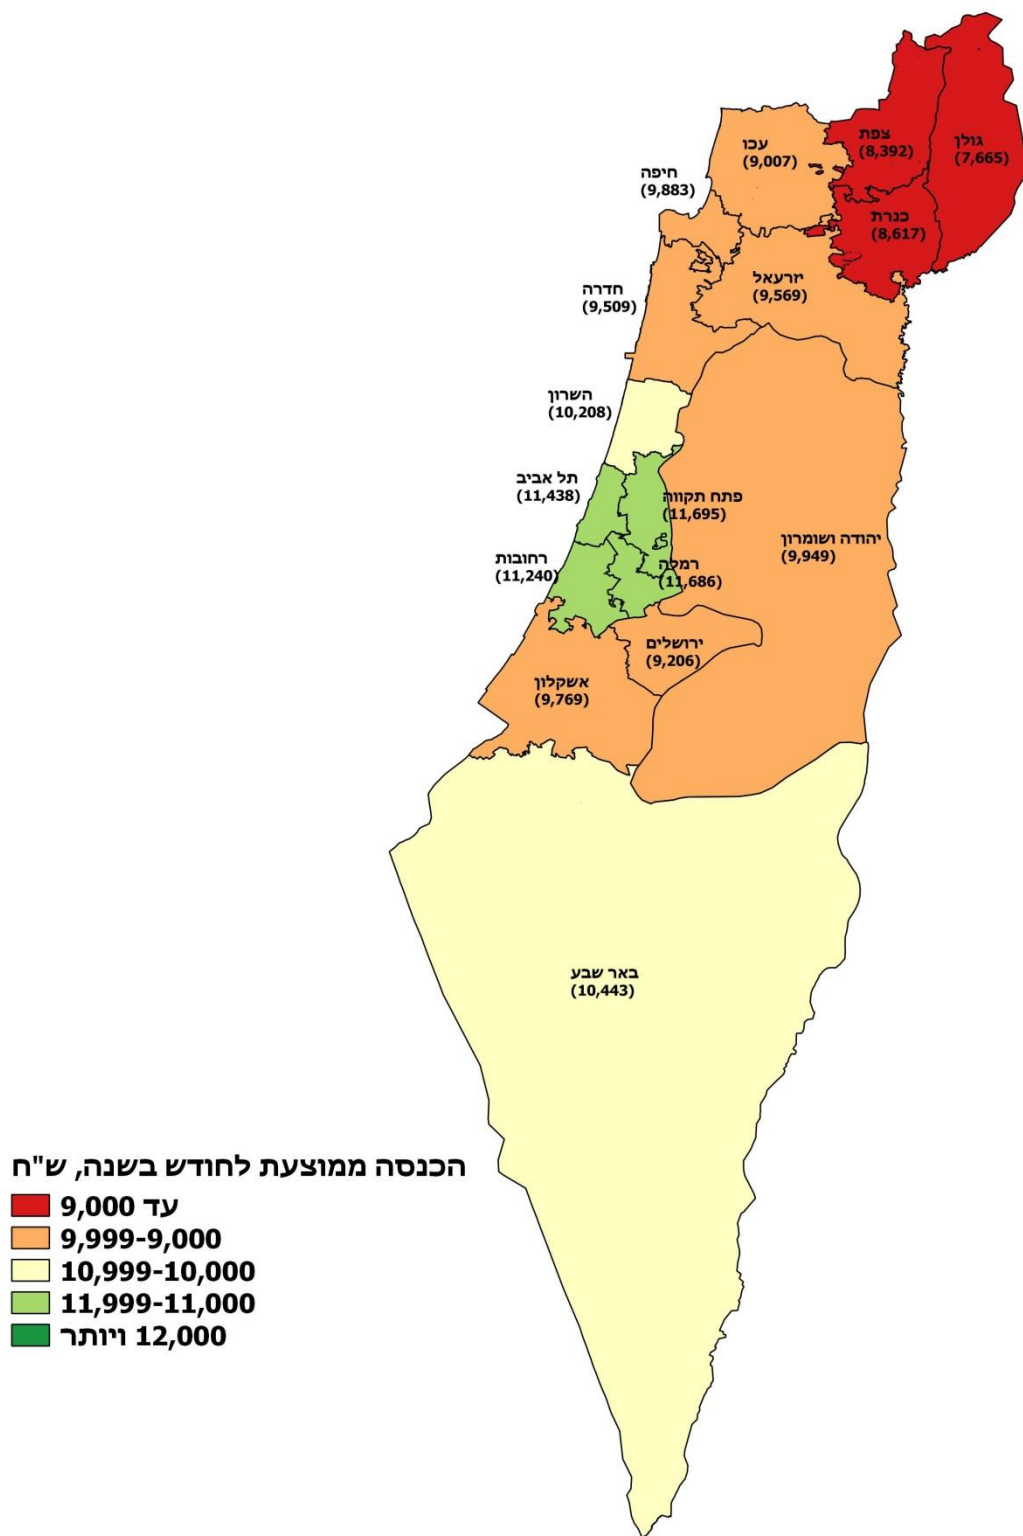 צפת
(8,392)
גולן
(7,665)
עכו
(9,007)
חיפה
(9,883)
כנרת
(8,617)
יזרעאל
(9,569)
חדרה
(9,509)
השרון
(10,208)
תל אביב
(11,438)
פתח תקווה
(11,695)
יהודה ושומרון
(9,949)
רחובות
(11,240)
רמלה
(11,686)
ירושלים
(9,206)
אשקלון
(9,769)
באר שבע
(10,443)
הכנסה ממוצעת לחודש בשנה, ש"ח
עד 9,000
9,999-9,000
10,999-10,000
11,999-11,000
12,000 ויותר